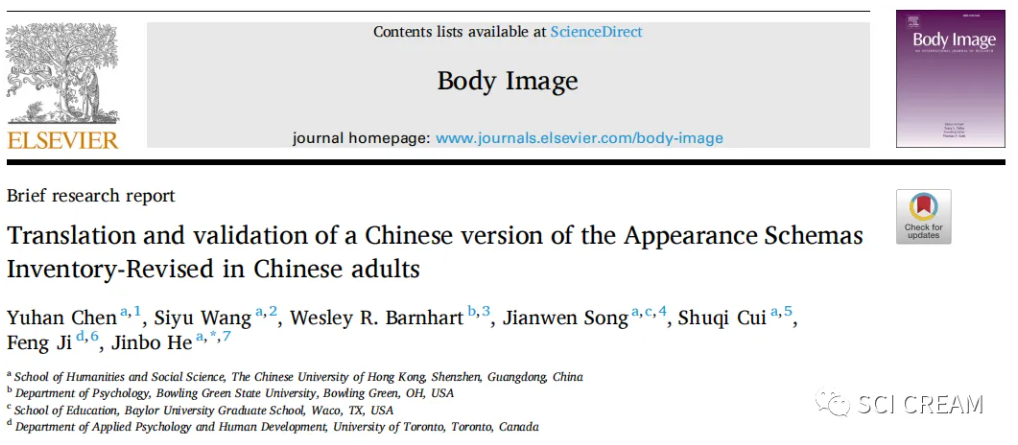 Contents lists available at ScienceDirect
Body Image
journal homepage: www.journals.elsevier.com/body-image
ELSEVIER
Body Image
Check for
updates
Brief research report
Translation and validation of a Chinese version of the Appearance Schemas
Inventory-Revised in Chinese adults
Yuhan Chen a,1, Siyu Wang a,2, Wesley R. Barnhart b,3, Jianwen Song a,c,4, Shuqi Cui a,5,
Feng Ji d,6, Jinbo He a,*,7
a School of Humanities and Social Science, The Chinese University of Hong Kong, Shenzhen, Guangdong, China
b Department of Psychology, Bowling Green State University, Bowling Green, OH, USA
c School of Education, Baylor University Graduate School, Waco, TX, USA
d Department of Applied Psychology and Human Development, University of Toronto, Toronto, Canada
SCI CREAM